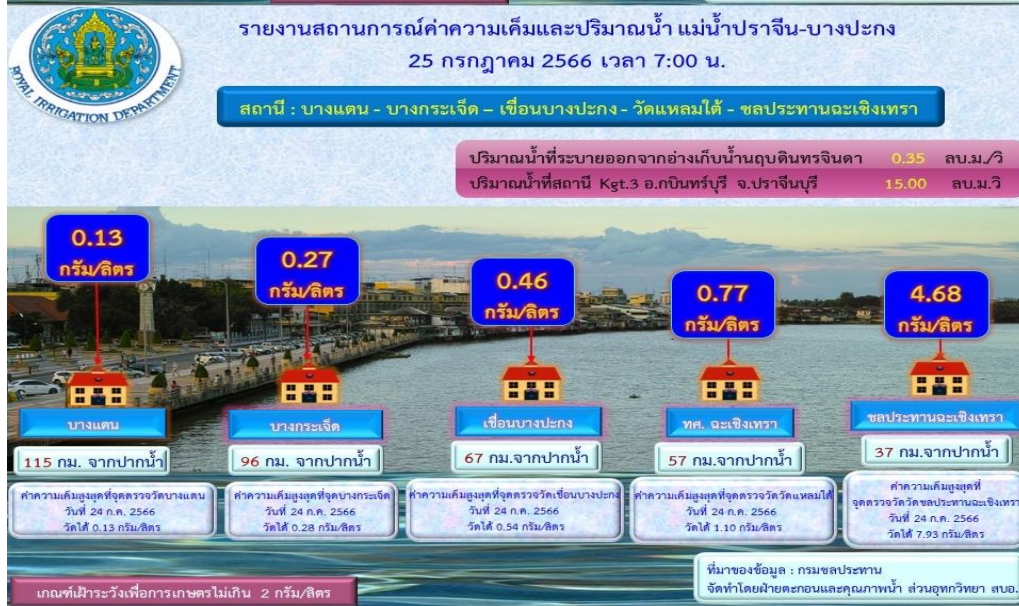 รายงานสถานการณ์ค่าความเค็มและปริมาณน้ำ แม่น้ำปราจีน-บางปะกง
25 กรกฎาคม 2566 เวลา 7:00 น.
ROYAL IRRIGATION DEPARTMENT
สถานี : บางแตน - บางกระเจ็ด – เขื่อนบางปะกง - วัดแหลมใต้ - ชลประทานฉะเชิงเทรา
ปริมาณน้ำที่ระบายออกจากอ่างเก็บน้ำนฤบดินทรจินดา 0.35 ลบ.ม./วิ
ปริมาณน้ำที่สถานี Kgt.3 อ.กบินทร์บุรี จ.ปราจีนบุรี 15.00 ลบ.ม.วิ
0.13
กรัม/ลิตร
0.27
กรัม/ลิตร
0.46
กรัม/ลิตร
0.77
กรัม/ลิตร
4.68
กรัม/ลิตร
บางแตน
บางกระเจ็ด
เขื่อนบางปะกง
ทศ. ฉะเชิงเทรา
ชลประทานฉะเชิงเทรา
115 กม. จากปากน้ำ
96 กม. จากปากน้ำ
67 กม.จากปากน้ำ
57 กม.จากปากน้ำ
37 กม.จากปากน้ำ
ค่าความเค็มสูงสุดที่จุดตรวจวัดบางแตน
วันที่ 24 ก.ค. 2566
วัดได้ 0.13 กรัม/ลิตร
ค่าความเค็มสูงสุดที่จุดบางกระเจ็ด
วันที่ 24 ก.ค. 2566
วัดได้ 0.28 กรัม/ลิตร
ค่าความเค็มสูงสุดที่จุดตรวจวัดเขื่อนบางปะกง
วันที่ 24 ก.ค. 2566
วัดได้ 0.54 กรัม/ลิตร
ค่าความเค็มสูงสุดที่จุดตรวจวัดวัดแหลมใต้
วันที่ 24 ก.ค. 2566
วัดได้ 1.10 กรัม/ลิตร
ค่าความเค็มสูงสุดที่
จุดตรวจวัดวัดชลประทานฉะเชิงเทรา
วันที่ 24 ก.ค. 2566
วัดได้ 7.93 กรัม/ลิตร
เกณฑ์เฝ้าระวังเพื่อการเกษตรไม่เกิน 2 กรัม/ลิตร
ที่มาของข้อมูล : กรมชลประทาน
จัดทำโดยฝ่ายตะกอนและคุณภาพน้ำ ส่วนอุทกวิทยา สบอ.